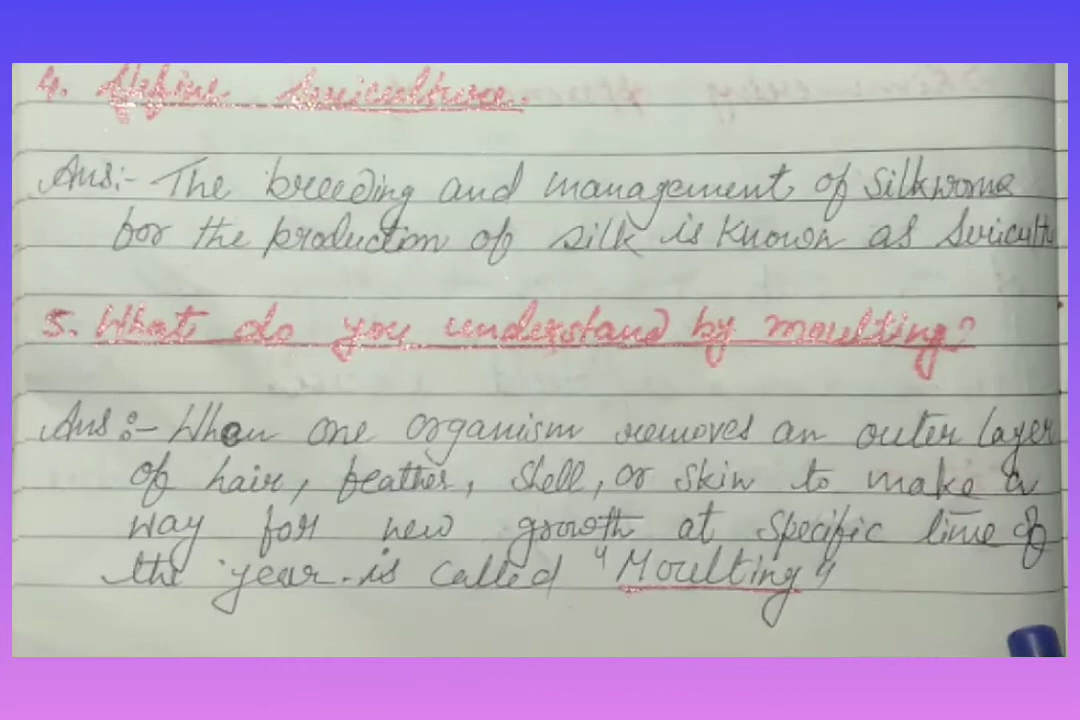 4. Define Sericulture.
Ans:- The breeding and management of Silkworms
for the production of silk is known as Sericultu
5. What do you understand by moulting?
Ans:- When one organism removes an outer layer
of hair, feather, shell, or skin to make a
way for new growth at specific time of
the year is called "Moulting"